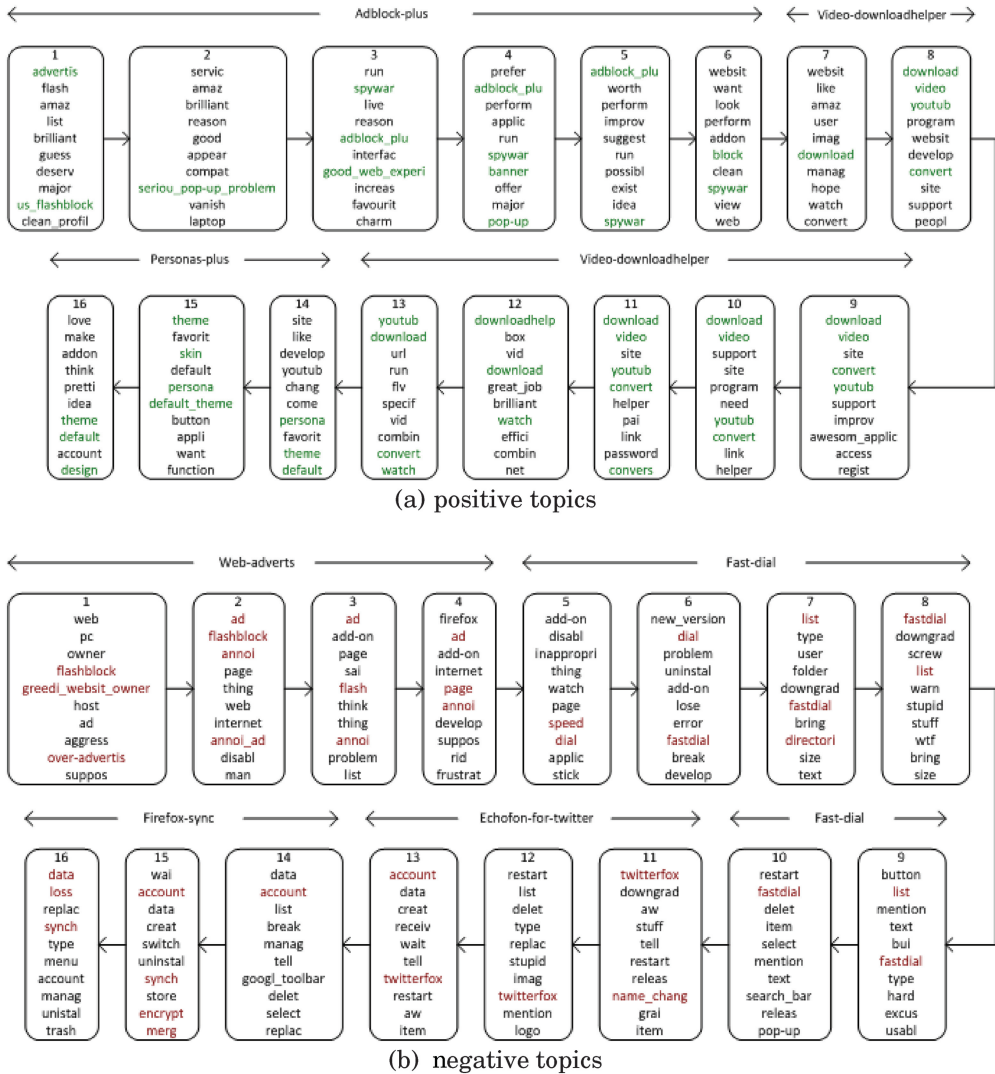 Adblock-plus
Video-downloadhelper
1
advertis
flash
amaz
list
brilliant
guess
deserv
major
us_flashblock
clean_profil
2
servic
amaz
brilliant
reason
good
appear
compat
seriou_pop-up_problem
vanish
laptop
3
run
spywar
live
reason
adblock_plu
interfac
good_web_experi
increas
favourit
charm
4
prefer
adblock_plu
perform
applic
run
spywar
banner
offer
major
pop-up
5
adblock_plu
worth
perform
improv
suggest
run
possibl
exist
idea
spywar
6
websit
want
look
perform
addon
block
clean
spywar
view
web
7
websit
like
amaz
user
imag
download
manag
hope
watch
convert
8
download
video
youtub
program
websit
develop
convert
site
support
peopl
Personas-plus
Video-downloadhelper
16
love
make
addon
think
pretti
idea
theme
default
account
design
15
theme
favorit
skin
default
persona
default_theme
button
appli
want
function
14
site
like
develop
youtub
chang
come
persona
favorit
theme
default
13
youtub
download
url
run
flv
specif
vid
combin
convert
watch
12
downloadhelp
box
vid
download
great_job
brilliant
watch
effici
combin
net
11
download
video
site
youtub
convert
helper
pai
link
password
convers
10
download
video
support
site
program
need
youtub
convert
link
helper
9
download
video
site
convert
youtub
support
improv
awesom_applic
access
regist
(a) positive topics
Web-adverts
Fast-dial
1
web
pc
owner
flashblock
greedi_websit_owner
host
ad
aggress
over-advertis
suppos
2
ad
flashblock
annoi
page
thing
web
internet
annoi_ad
disabl
man
3
ad
add-on
page
sai
flash
think
thing
annoi
problem
list
4
firefox
ad
add-on
internet
page
annoi
develop
suppos
rid
frustrat
5
add-on
disabl
inappropri
thing
watch
page
speed
dial
applic
stick
6
new_version
dial
problem
uninstal
add-on
lose
error
fastdial
break
develop
7
list
type
user
folder
downgrad
fastdial
bring
directori
size
text
8
fastdial
downgrad
screw
list
warn
stupid
stuff
wtf
bring
size
Firefox-sync
Echofon-for-twitter
Fast-dial
16
data
loss
replac
synch
type
menu
account
manag
unistal
trash
15
wai
account
data
creat
switch
uninstal
synch
store
encrypt
merg
14
data
account
list
break
manag
tell
googl_toolbar
delet
select
replac
13
account
data
creat
receiv
wait
tell
twitterfox
restart
aw
item
12
restart
list
delet
type
replac
stupid
imag
twitterfox
mention
logo
11
twitterfox
downgrad
aw
stuff
tell
restart
releas
name_chang
grai
item
10
restart
fastdial
delet
item
select
mention
text
search_bar
releas
pop-up
9
button
list
mention
text
bui
fastdial
type
hard
excus
usabl
(b) negative topics